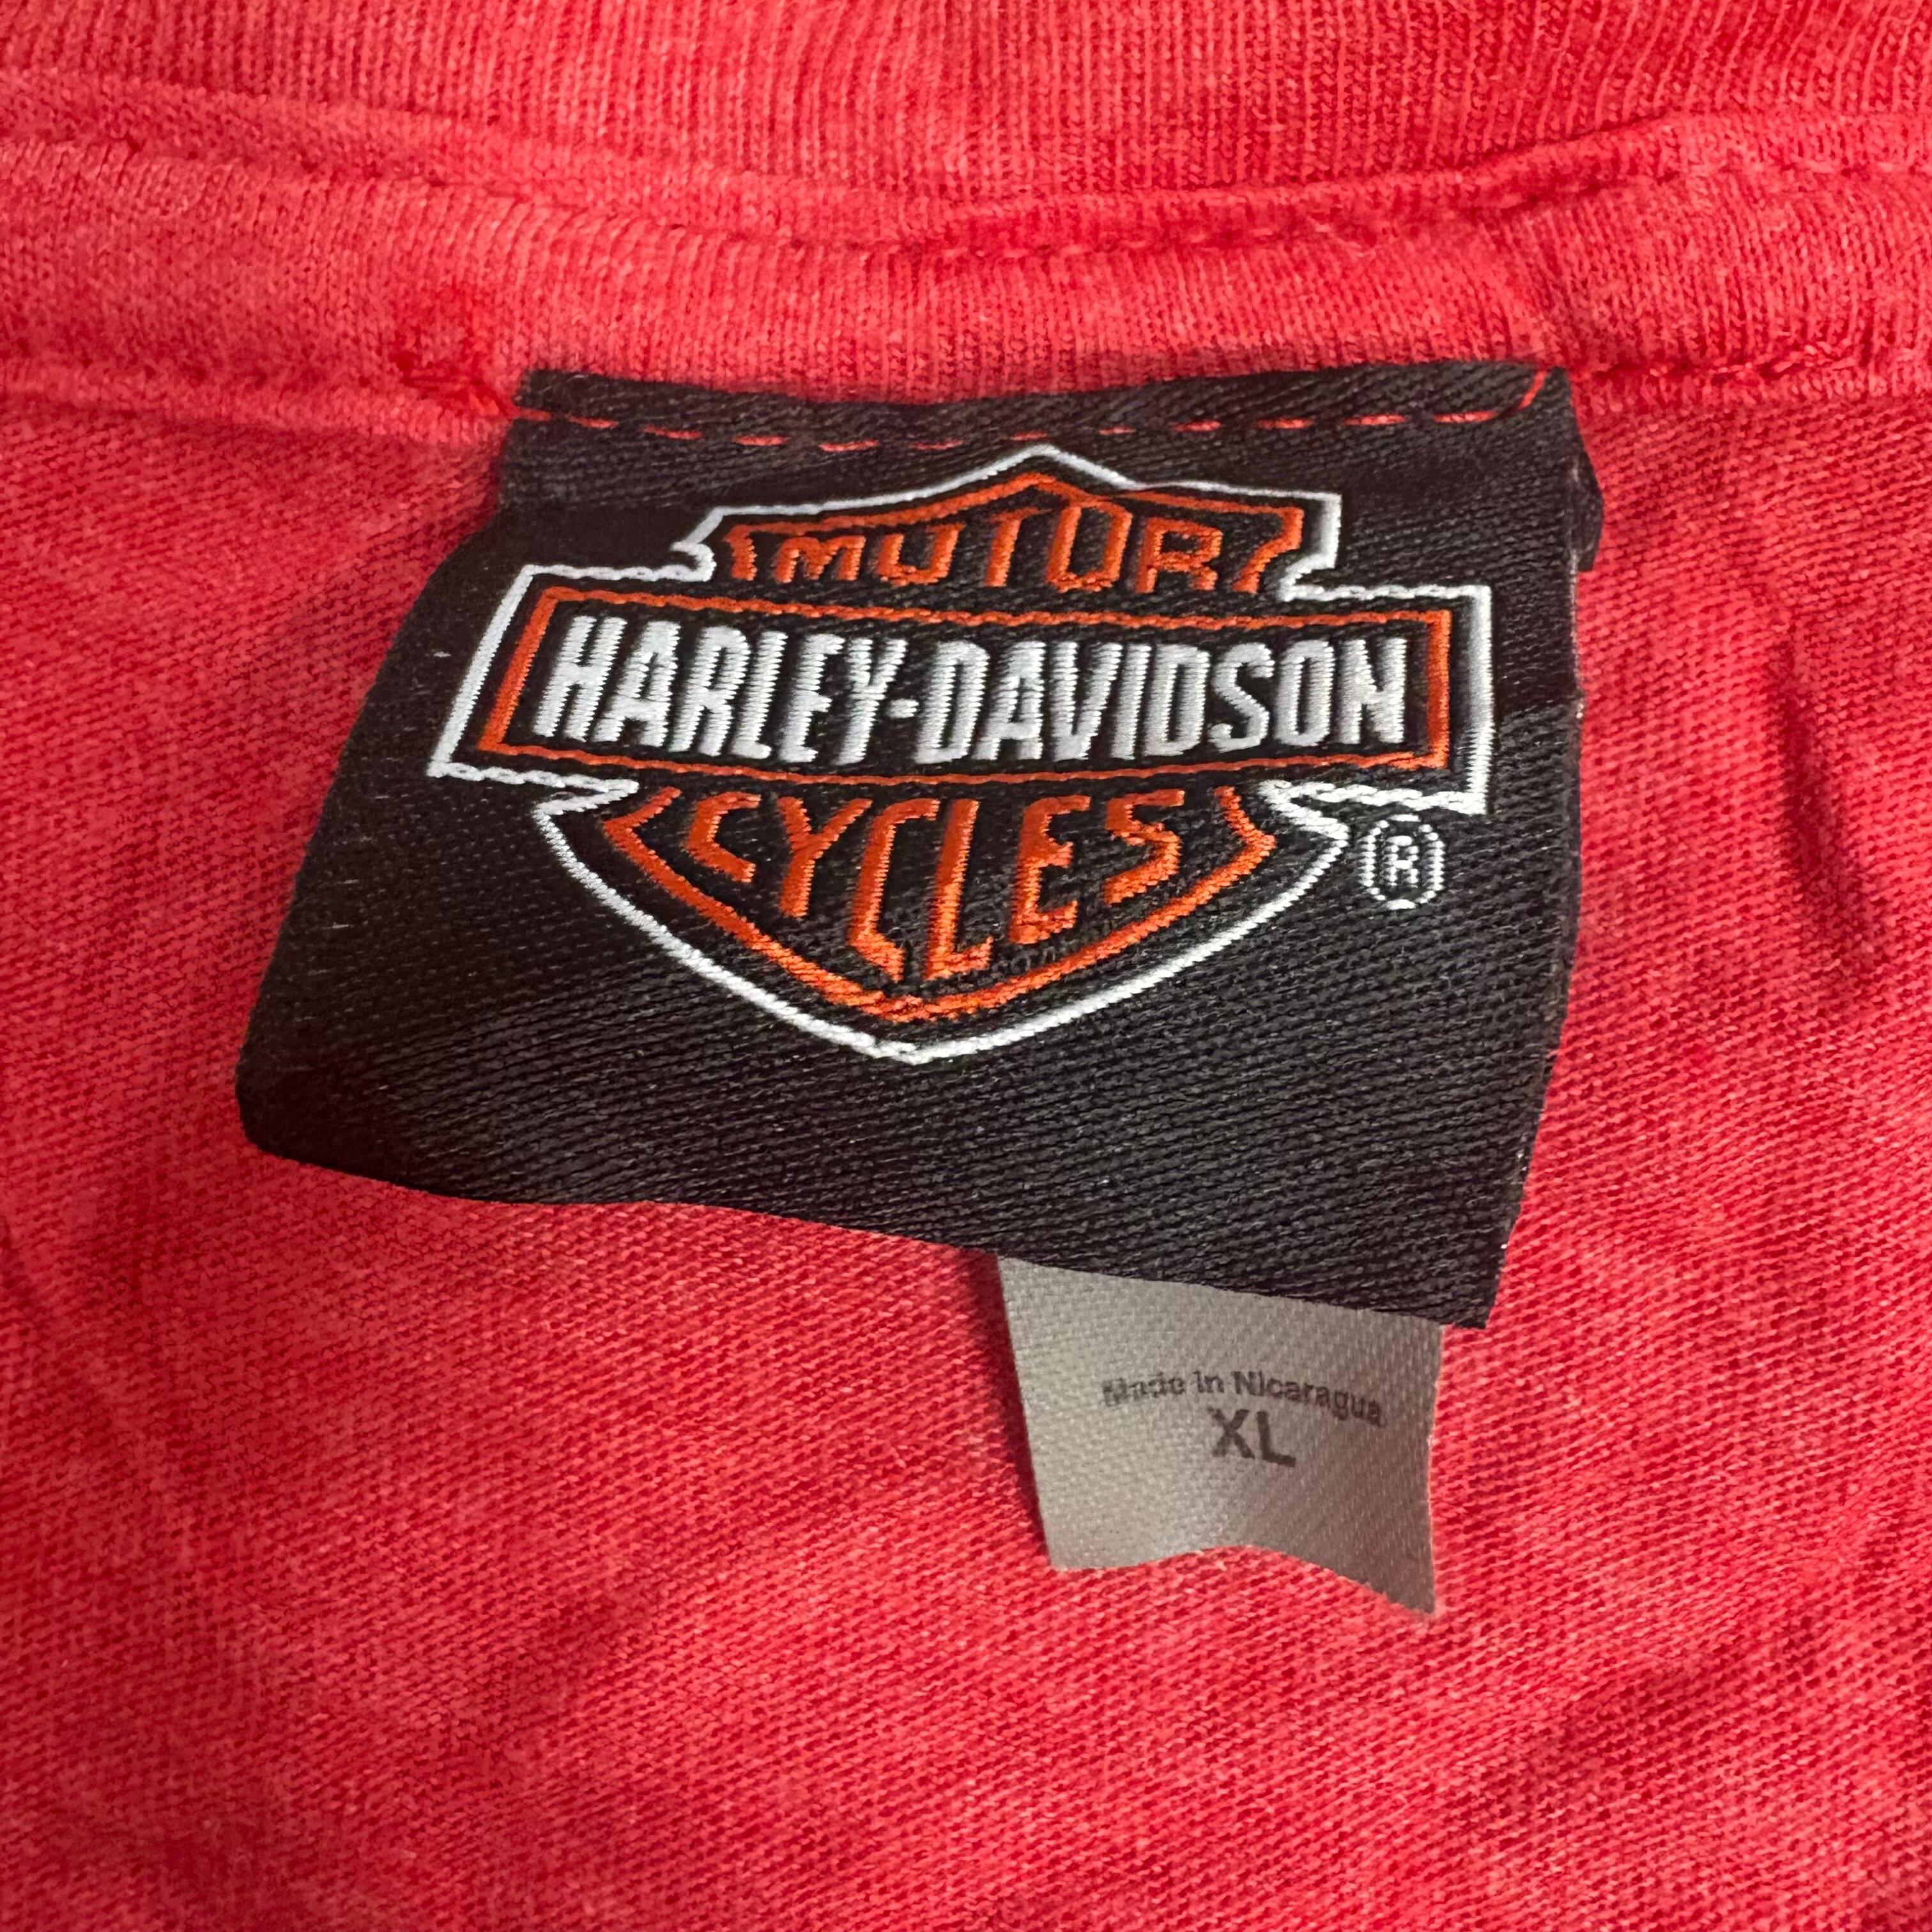 MOTOR
HARLEY-DAVIDSON
CYCLES
®
Made in Nicaragua
XL